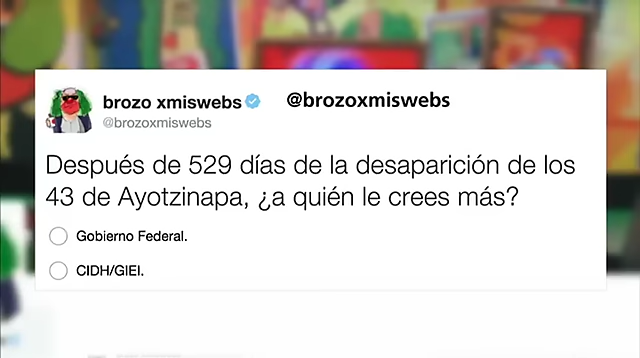 brozo xmiswebs @brozoxmiswebs
@brozoxmiswebs
Después de 529 días de la desaparición de los
43 de Ayotzinapa, ¿a quién le crees más?
Gobierno Federal.
CIDH/GIEI.